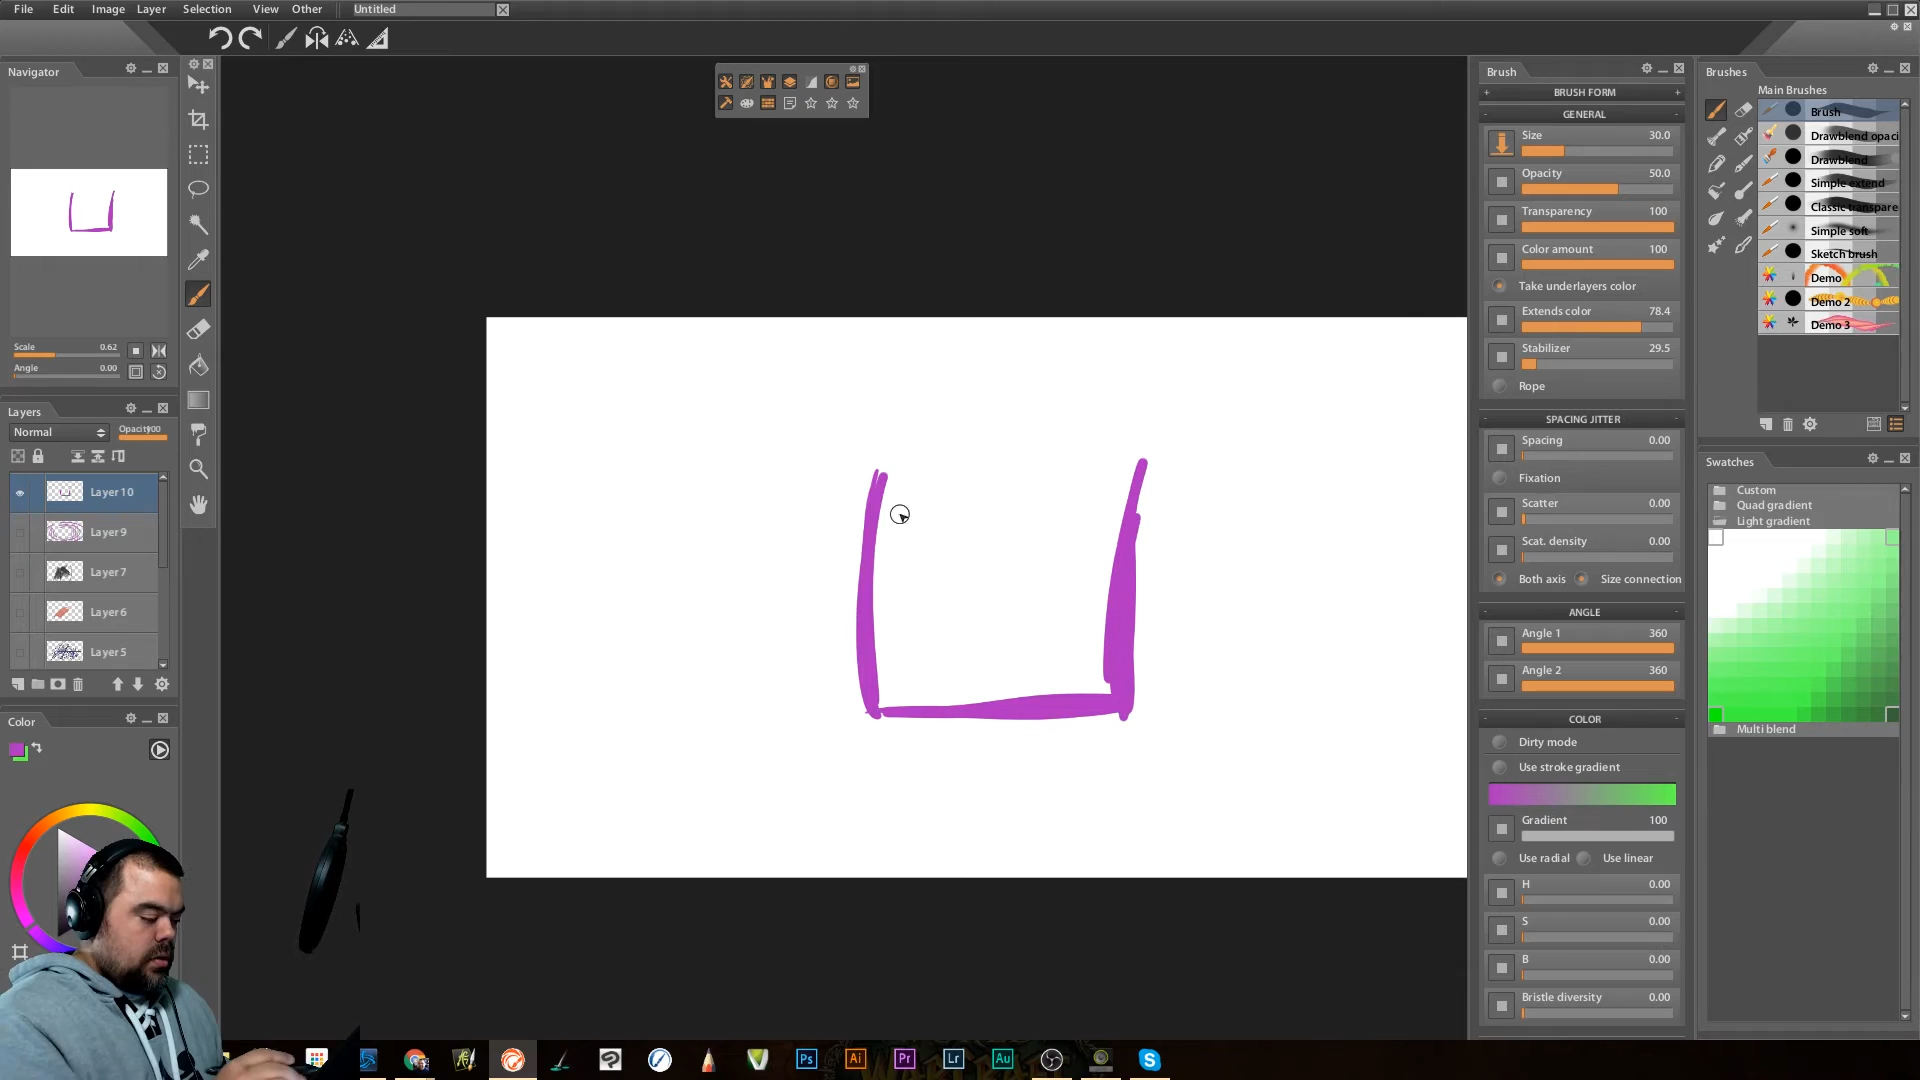 File Edit Image Layer Selection View Other Untitled
Navigator
Scale 0.62
Angle 0.00
Layers
Normal Opacity 100
Layer 10
Layer 9
Layer 7
Layer 6
Layer 5
Color
Brush
BRUSH FORM
GENERAL
Size 30.0
Opacity 50.0
Transparency 100
Color amount 100
Take underlayers color
Extends color 78.4
Stabilizer 29.5
Rope
SPACING JITTER
Spacing 0.00
Fixation
Scatter 0.00
Scat. density 0.00
Both axis Size connection
ANGLE
Angle 1 360
Angle 2 360
COLOR
Dirty mode
Use stroke gradient
Gradient 100
Use radial Use linear
H 0.00
S 0.00
B 0.00
Bristle diversity 0.00
Brushes
Main Brushes
Brush
Drawblend opaci
Drawblend
Simple extend
Classic transpare
Simple soft
Sketch brush
Demo
Demo 2
Demo 3
Swatches
Custom
Quad gradient
Light gradient
Multi blend
Ps Ai Pr Lr Au